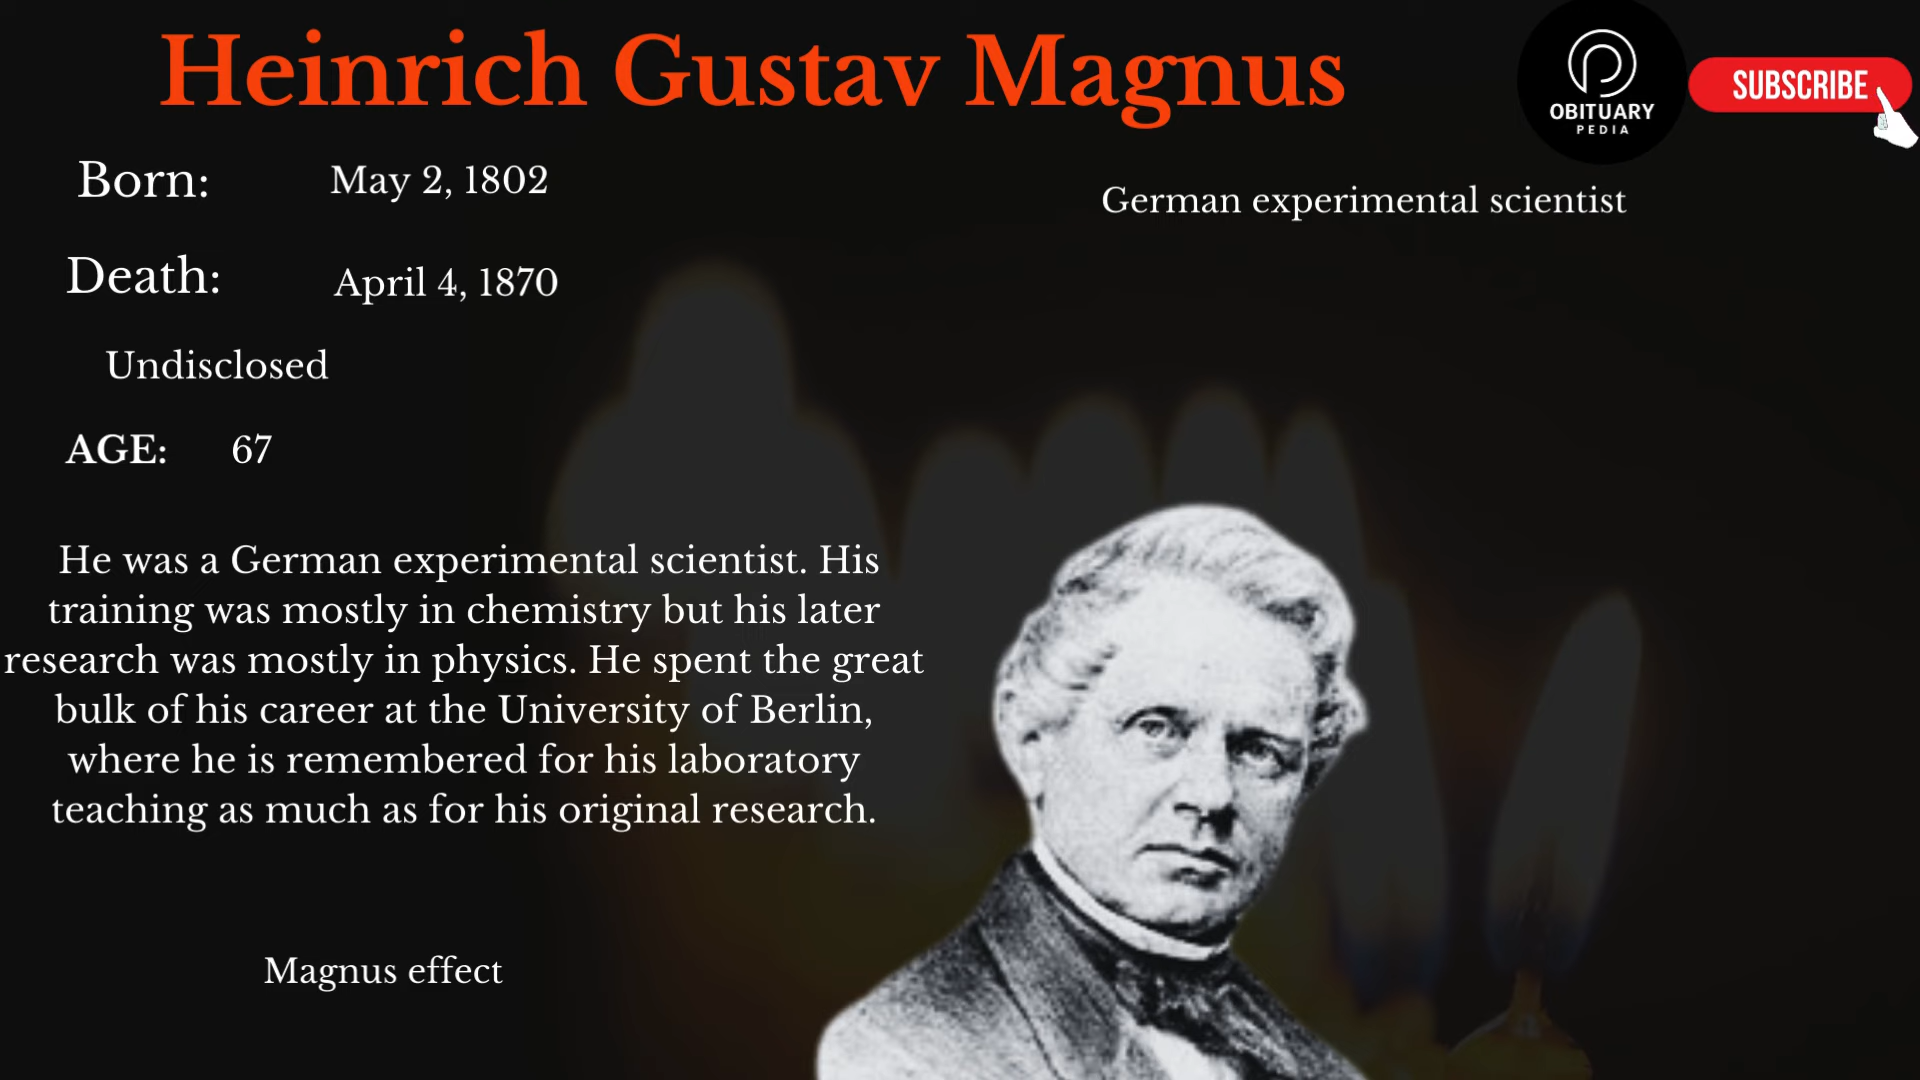 Heinrich Gustav Magnus
OBITUARY
PEDIA
SUBSCRIBE
Born: May 2, 1802
German experimental scientist
Death: April 4, 1870
Undisclosed
AGE: 67
He was a German experimental scientist. His
training was mostly in chemistry but his later
research was mostly in physics. He spent the great
bulk of his career at the University of Berlin,
where he is remembered for his laboratory
teaching as much as for his original research.
Magnus effect